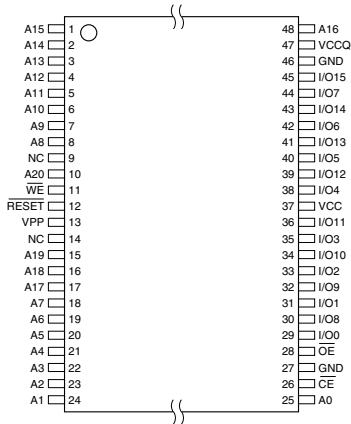 A15 1 48 A16
A14 2 47 VCCQ
A13 3 46 GND
A12 4 45 I/O15
A11 5 44 I/O7
A10 6 43 I/O14
A9 7 42 I/O6
A8 8 41 I/O13
NC 9 40 I/O5
A20 10 39 I/O12
WE 11 38 I/O4
RESET 12 37 VCC
VPP 13 36 I/O11
NC 14 35 I/O3
A19 15 34 I/O10
A18 16 33 I/O2
A17 17 32 I/O9
A7 18 31 I/O1
A6 19 30 I/O8
A5 20 29 I/O0
A4 21 28 OE
A3 22 27 GND
A2 23 26 CE
A1 24 25 A0